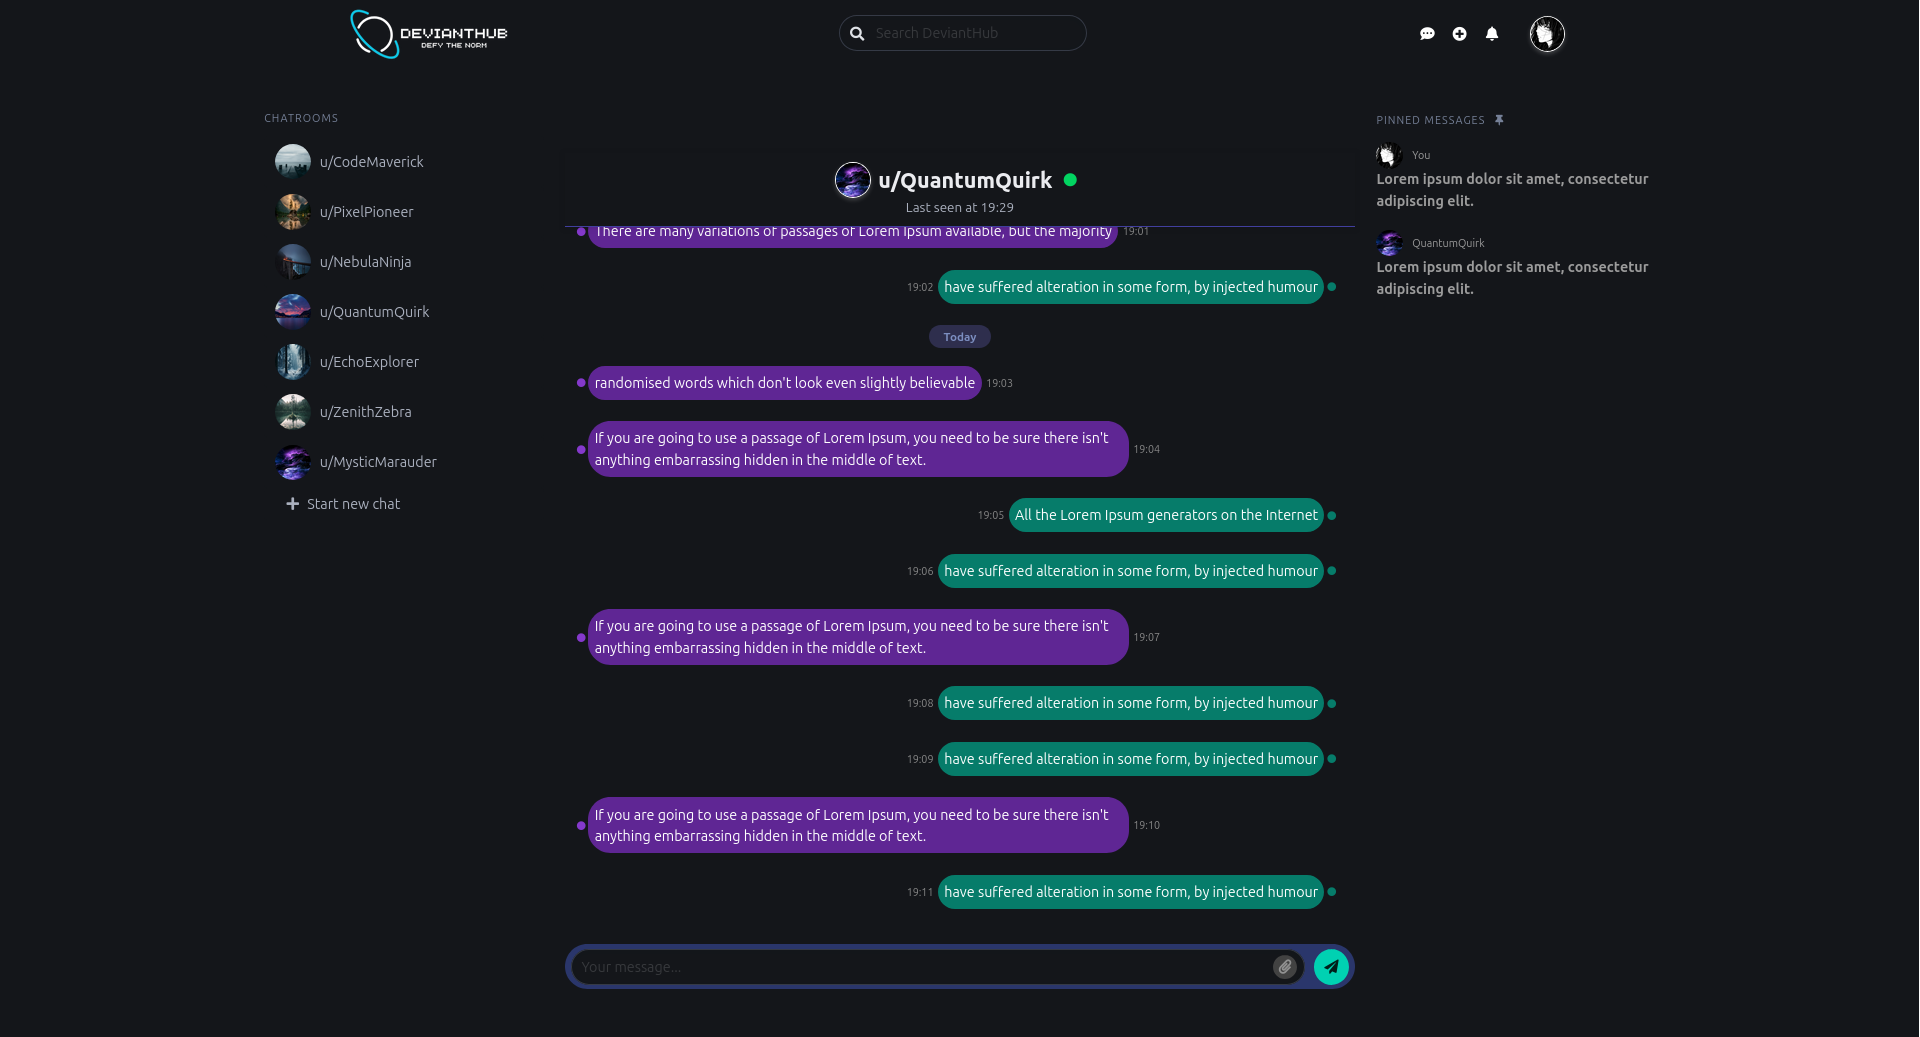 DEVIANTHUB
DEFY THE NORM
Search DeviantHub
CHATROOMS
u/CodeMaverick
u/PixelPioneer
u/NebulaNinja
u/QuantumQuirk
u/EchoExplorer
u/ZenithZebra
u/MysticMarauder
Start new chat
u/QuantumQuirk
Last seen at 19:29
There are many variations of passages of Lorem Ipsum available, but the majority 19:01
19:02 have suffered alteration in some form, by injected humour
Today
randomised words which don't look even slightly believable 19:03
If you are going to use a passage of Lorem Ipsum, you need to be sure there isn't
anything embarrassing hidden in the middle of text.
19:04
19:05 All the Lorem Ipsum generators on the Internet
19:06 have suffered alteration in some form, by injected humour
If you are going to use a passage of Lorem Ipsum, you need to be sure there isn't
anything embarrassing hidden in the middle of text.
19:07
19:08 have suffered alteration in some form, by injected humour
19:09 have suffered alteration in some form, by injected humour
If you are going to use a passage of Lorem Ipsum, you need to be sure there isn't
anything embarrassing hidden in the middle of text.
19:10
19:11 have suffered alteration in some form, by injected humour
Your message...
PINNED MESSAGES
You
Lorem ipsum dolor sit amet, consectetur
adipiscing elit.
QuantumQuirk
Lorem ipsum dolor sit amet, consectetur
adipiscing elit.